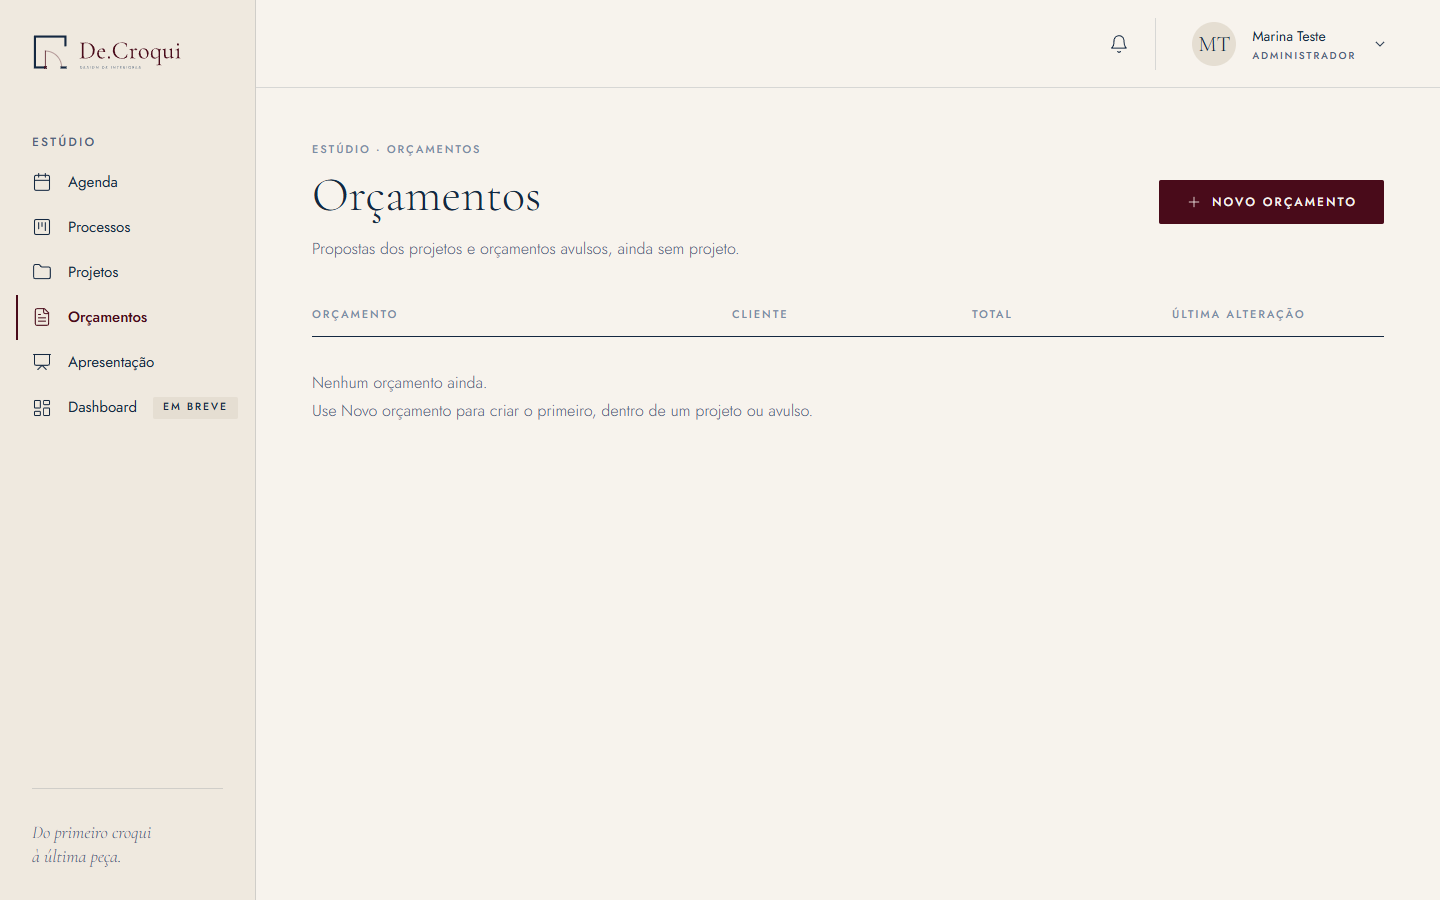 De.Croqui
DESIGN DE INTERIORES
ESTÚDIO
Agenda
Processos
Projetos
Orçamentos
Apresentação
Dashboard EM BREVE
Do primeiro croqui
à última peça.
MT
Marina Teste
ADMINISTRADOR
ESTÚDIO · ORÇAMENTOS
Orçamentos
Propostas dos projetos e orçamentos avulsos, ainda sem projeto.
+ NOVO ORÇAMENTO
ORÇAMENTO CLIENTE TOTAL ÚLTIMA ALTERAÇÃO
Nenhum orçamento ainda.
Use Novo orçamento para criar o primeiro, dentro de um projeto ou avulso.